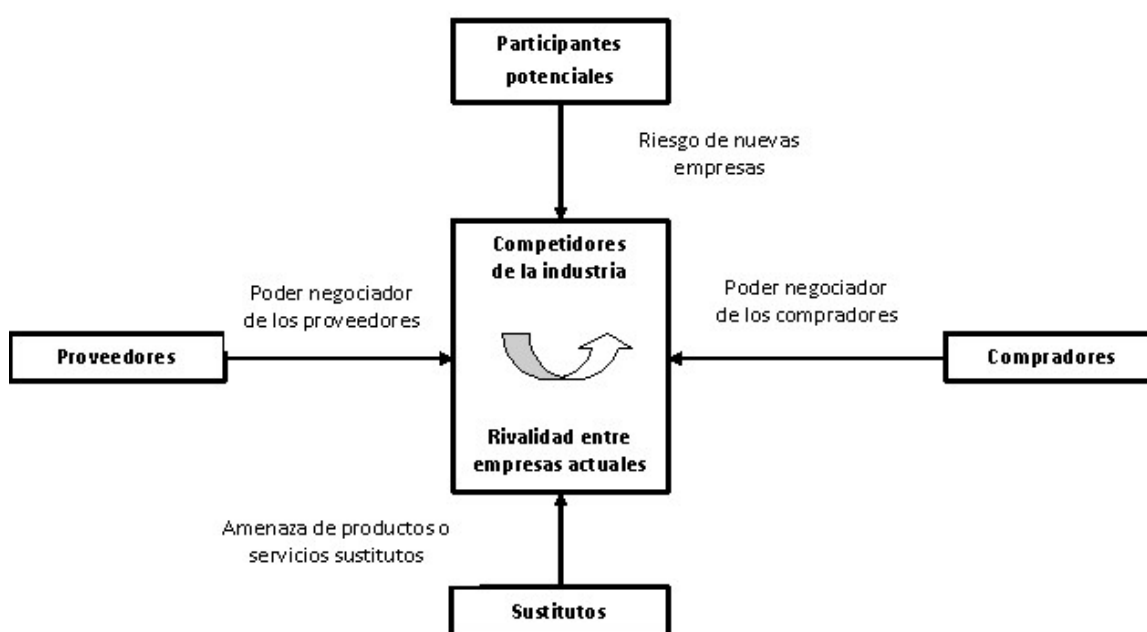 Participantes
potenciales
Riesgo de nuevas
empresas
Competidores
de la industria
Poder negociador
de los proveedores
Poder negociador
de los compradores
Proveedores
Compradores
Rivalidad entre
empresas actuales
Amenaza de productos o
servicios sustitutos
Sustitutos